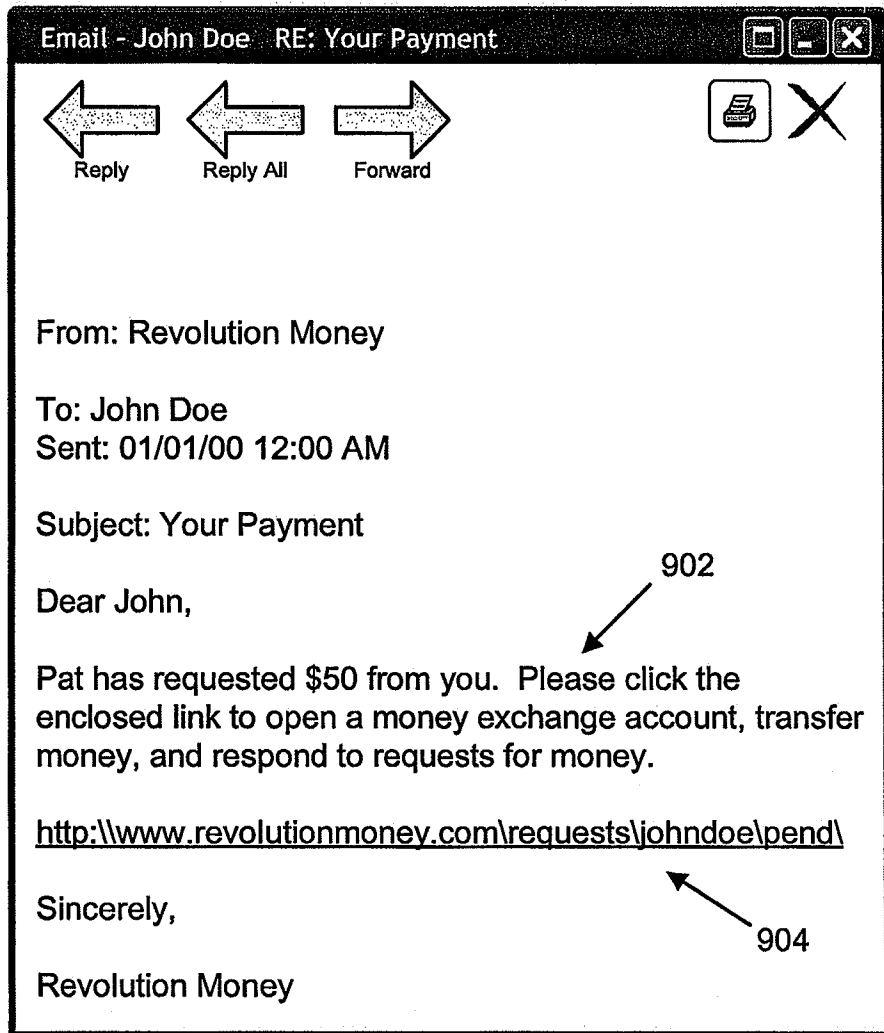 Email - John Doe RE: Your Payment
Reply Reply All Forward
From: Revolution Money
To: John Doe
Sent: 01/01/00 12:00 AM
Subject: Your Payment
902
Dear John,
Pat has requested $50 from you. Please click the
enclosed link to open a money exchange account, transfer
money, and respond to requests for money.
http:\\www.revolutionmoney.com\requests\johndoe\pend\
Sincerely,
904
Revolution Money